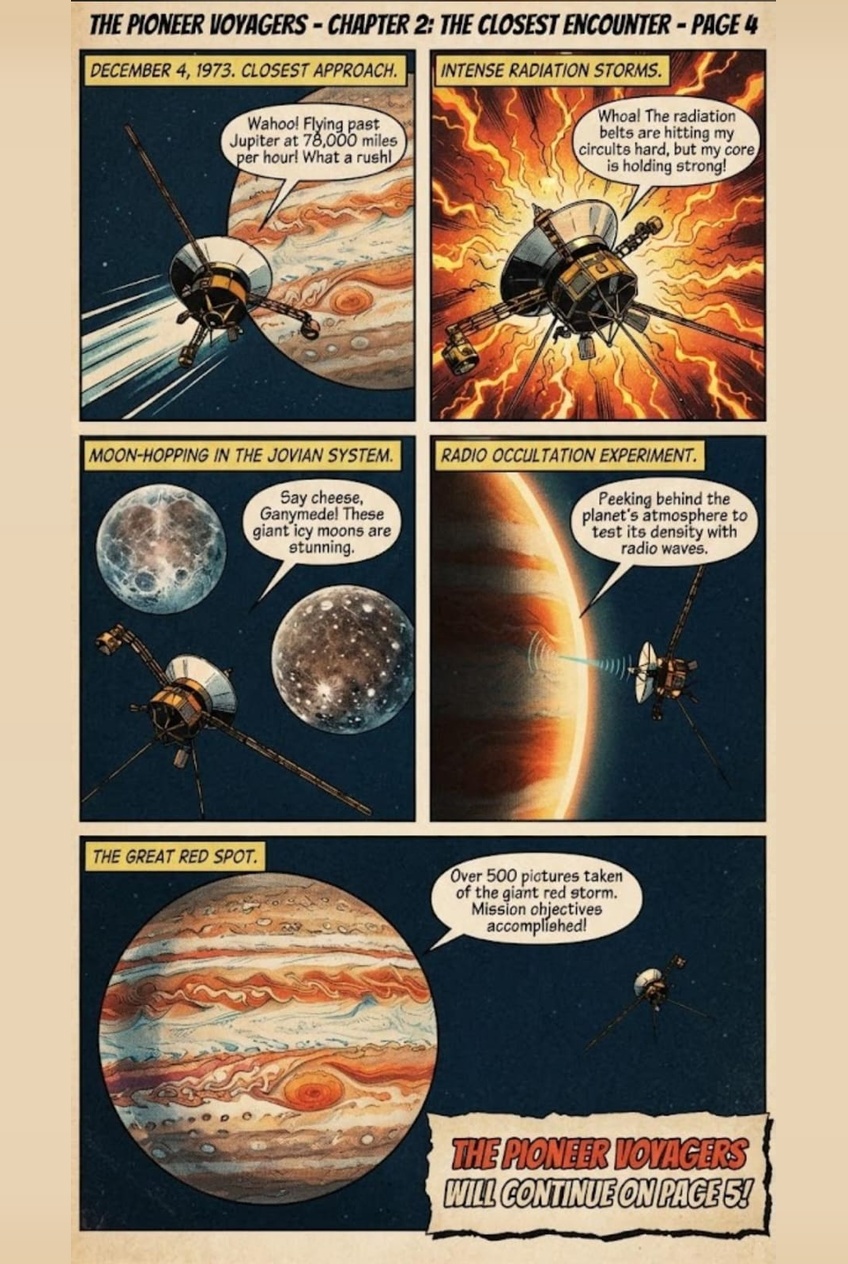 THE PIONEER VOYAGERS - CHAPTER 2: THE CLOSEST ENCOUNTER - PAGE 4
DECEMBER 4, 1973. CLOSEST APPROACH.
Wahoo! Flying past
Jupiter at 78,000 miles
per hour! What a rush!
INTENSE RADIATION STORMS.
Whoa! The radiation
belts are hitting my
circuits hard, but my core
is holding strong!
MOON-HOPPING IN THE JOVIAN SYSTEM.
Say cheese,
Ganymede! These
giant icy moons are
stunning.
RADIO OCCULTATION EXPERIMENT.
Peeking behind the
planet's atmosphere to
test its density with
radio waves.
THE GREAT RED SPOT.
Over 500 pictures taken
of the giant red storm.
Mission objectives
accomplished!
THE PIONEER VOYAGERS
WILL CONTINUE ON PAGE 5!